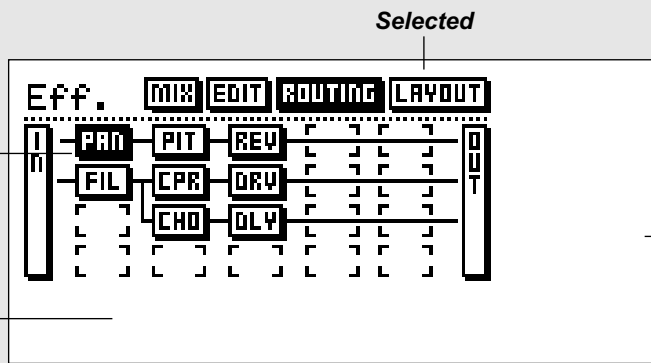 Selected
Eff. MIX EDIT ROUTING LAYOUT
IN PAN PIT REV OUT
FIL CPR DRV
CHO DLY